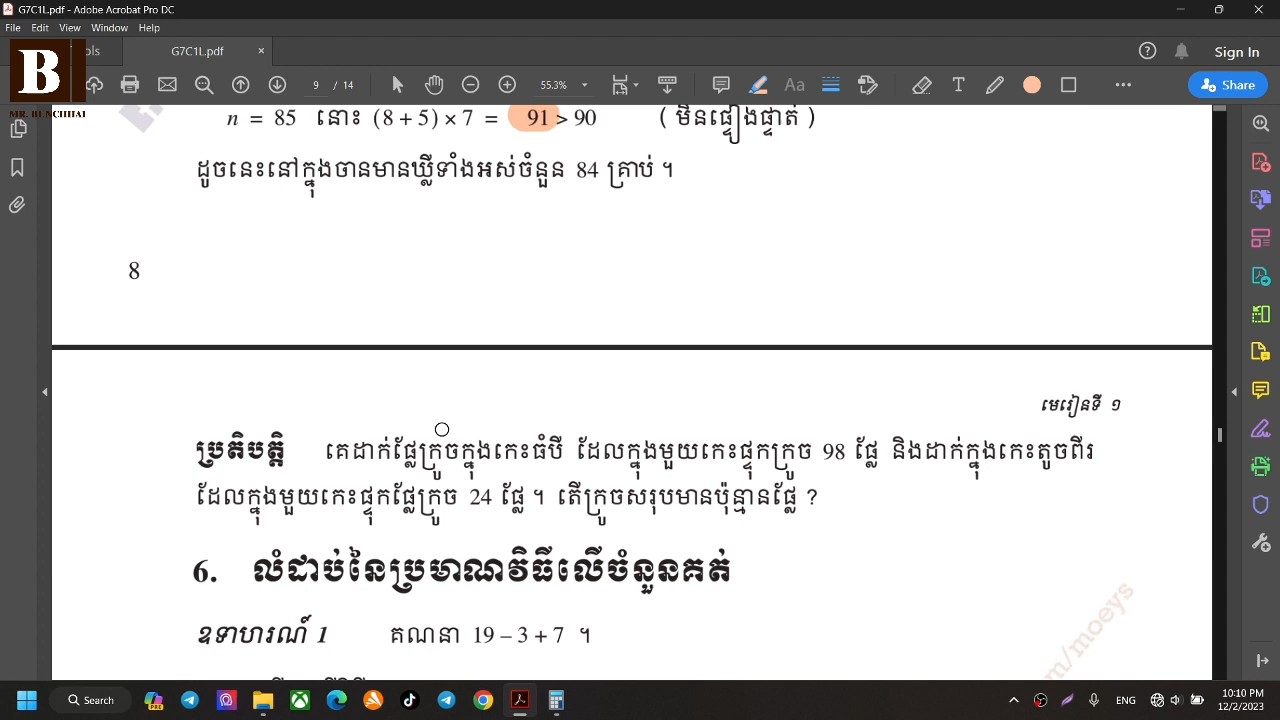 G7C1L.pdf - Adobe Acrobat Pro DC
File Edit View Window Help
B
ols
G7C1L.pdf
×
Sign In
9 / 14
55.3%
Aa
Share
MR. BUNCHHAI
n = 85 នោះ (8 + 5) × 7 = 91 > 90 ( មិនផ្ទៀងផ្ទាត់ )
ដូចនេះនៅក្នុងចានមានឃ្លីទាំងអស់ចំនួន 84 គ្រាប់ ។
8
មេរៀនទី ១
ប្រតិបត្តិ គេដាក់ផ្លែក្រូចក្នុងកេះធំបី ដែលក្នុងមួយកេះផ្ទុកក្រូច 98 ផ្លែ និងដាក់ក្នុងកេះតូចពីរ
ដែលក្នុងមួយកេះផ្ទុកផ្លែក្រូច 24 ផ្លែ ។ តើក្រូចសរុបមានប៉ុន្មានផ្លែ ?
6. លំដាប់នៃប្រមាណវិធីលើចំនួនគត់
ឧទាហរណ៍ 1 គណនា 19 – 3 + 7 ។
m/moeys
Search
ENG
10:10 PM
12/2/2023